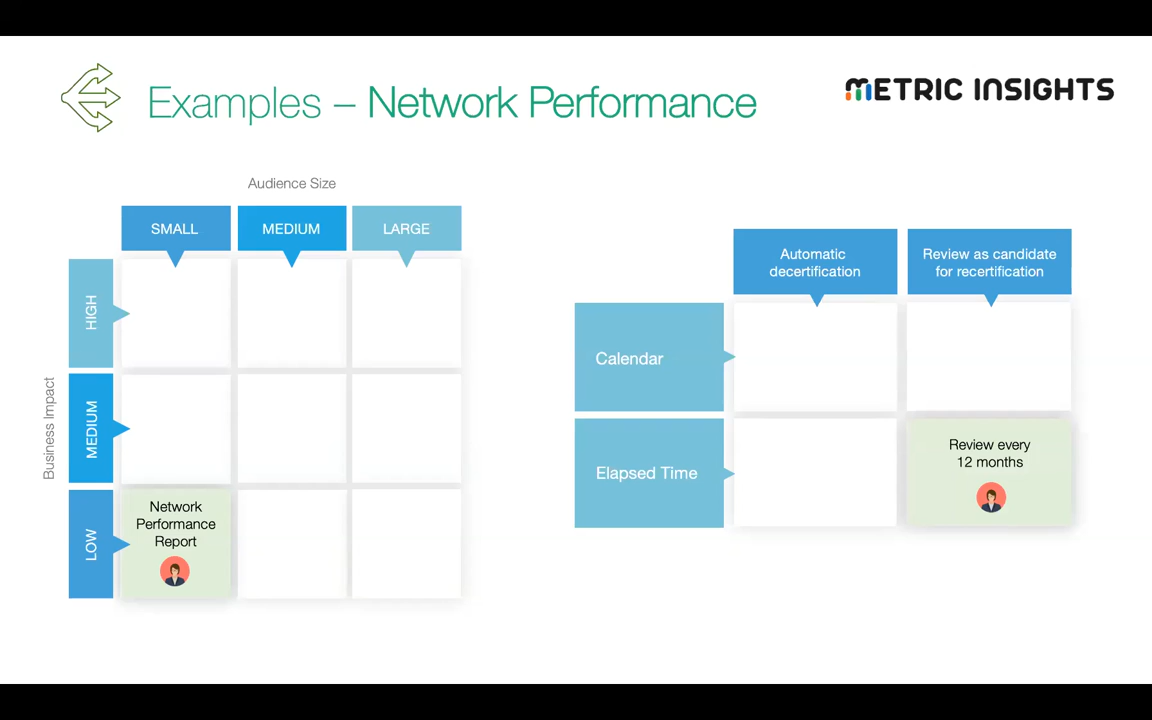 Examples – Network Performance
METRIC INSIGHTS
Audience Size
SMALL
MEDIUM
LARGE
Business Impact
HIGH
MEDIUM
LOW
Network
Performance
Report
Automatic
decertification
Review as candidate
for recertification
Calendar
Elapsed Time
Review every
12 months